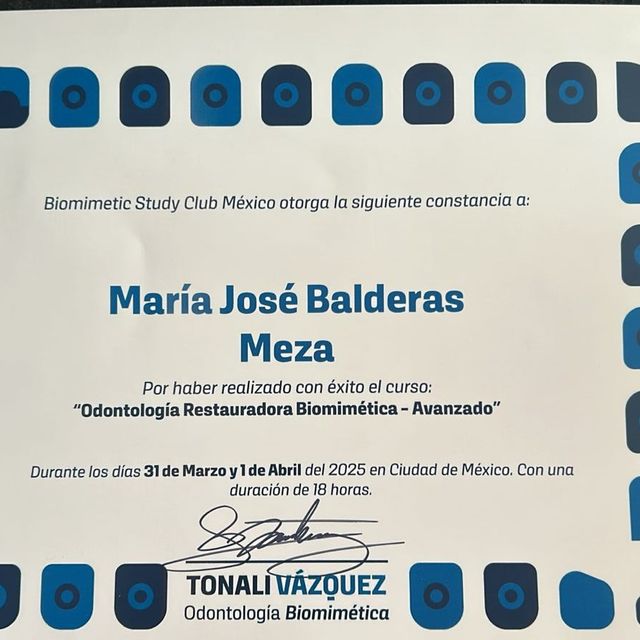 Biomimetic Study Club México otorga la siguiente constancia a:
María José Balderas
Meza
Por haber realizado con éxito el curso:
“Odontología Restauradora Biomimética – Avanzado”
Durante los días 31 de Marzo y 1 de Abril del 2025 en Ciudad de México. Con una
duración de 18 horas.
TONALI VÁZQUEZ
Odontología Biomimética